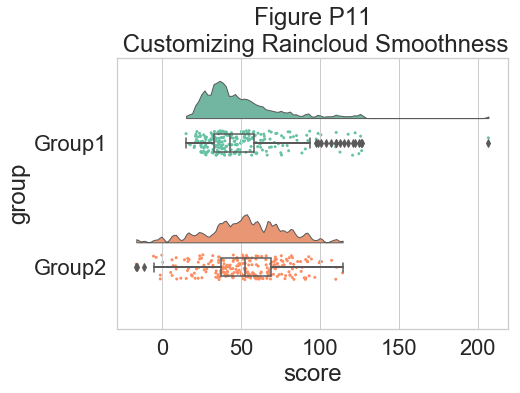 Figure P11
Customizing Raincloud Smoothness
group
Group1
Group2
0 50 100 150 200
score